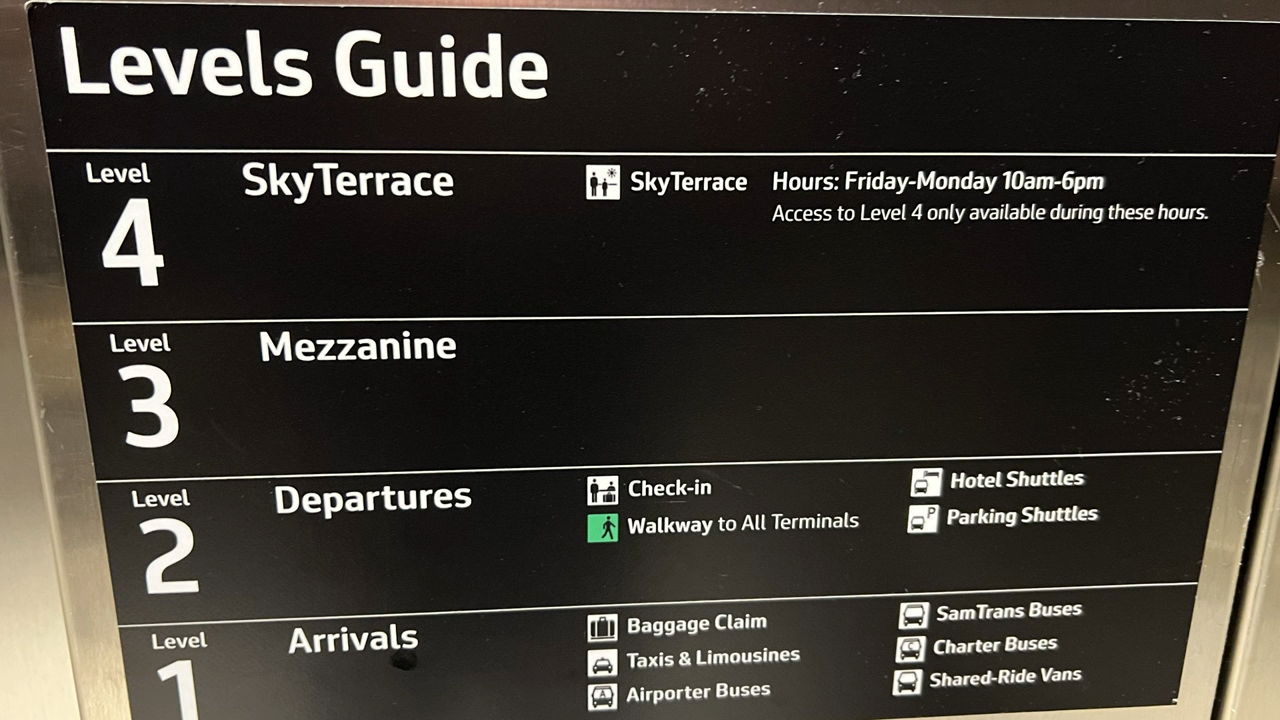 Levels Guide
Level
4
SkyTerrace
SkyTerrace
Hours: Friday-Monday 10am-6pm
Access to Level 4 only available during these hours.
Level
3
Mezzanine
Level
2
Departures
Check-in
Walkway to All Terminals
Hotel Shuttles
P
Parking Shuttles
Level
1
Arrivals
Baggage Claim
Taxis & Limousines
Airporter Buses
SamTrans Buses
Charter Buses
Shared-Ride Vans